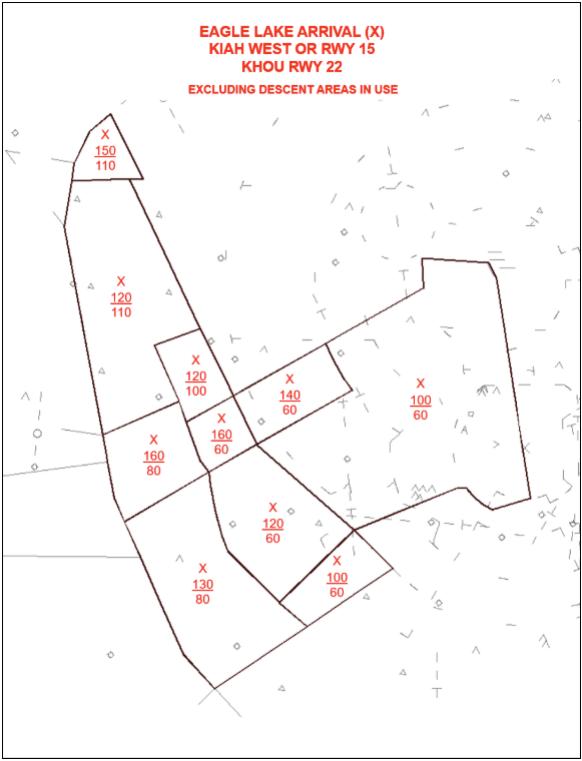 EAGLE LAKE ARRIVAL (X)
KIAH WEST OR RWY 15
KHOU RWY 22
EXCLUDING DESCENT AREAS IN USE
X
150
110
X
120
110
X
120
100
X
140
60
X
100
60
X
160
60
X
160
80
X
120
60
X
130
80
X
100
60